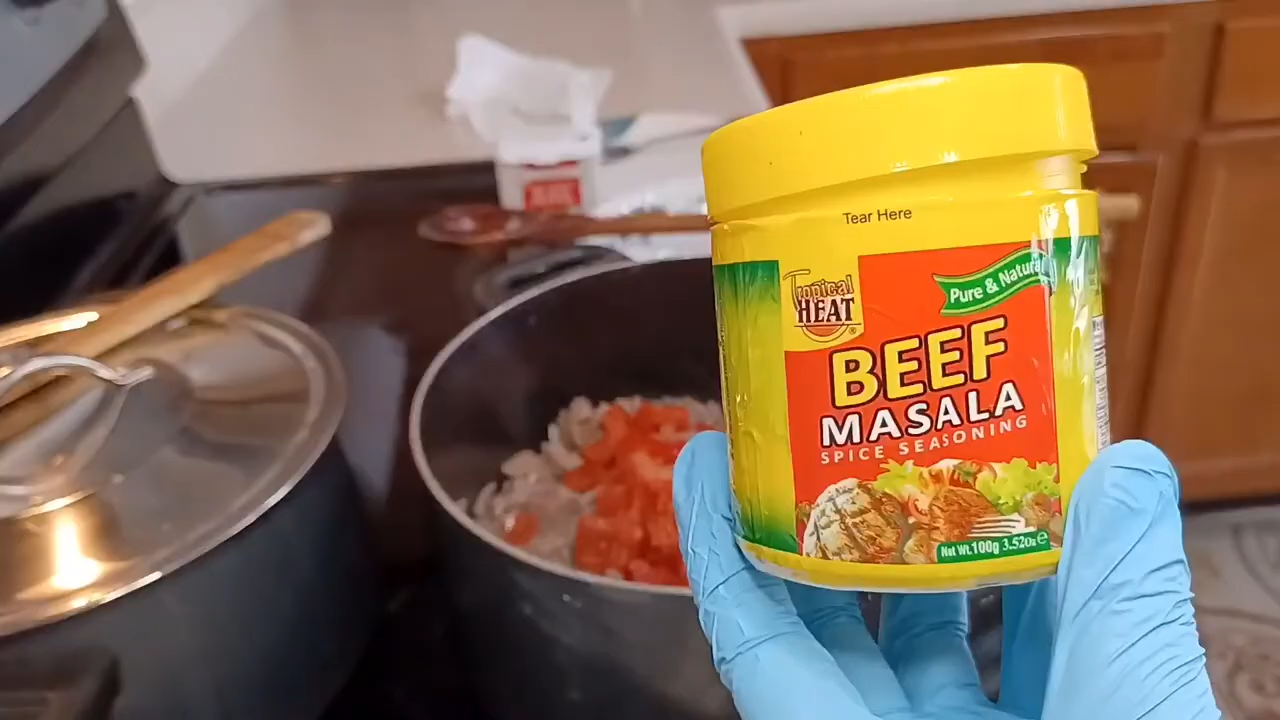 Tear Here
Tropical
HEAT
Pure & Natural
BEEF
MASALA
SPICE SEASONING
Net Wt.100g 3.52oz e